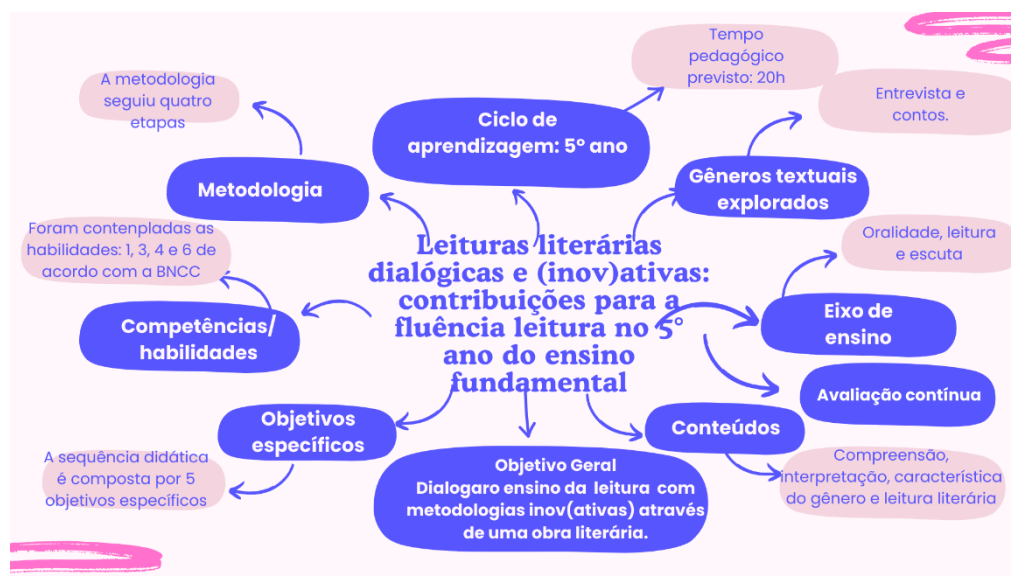 Tempo
pedagógico
previsto: 20h
A metodologia
seguiu quatro
etapas
Ciclo de
aprendizagem: 5º ano
Entrevista e
contos.
Metodologia
Gêneros textuais
explorados
Foram contenpladas as
habilidades: 1, 3, 4 e 6 de
acordo com a BNCC
Leituras literárias
dialógicas e (inov)ativas:
contribuições para a
fluência leitura no 5°
ano do ensino
fundamental
Oralidade, leitura
e escuta
Competências/
habilidades
Eixo de
ensino
Avaliação contínua
Objetivos
específicos
Conteúdos
A sequência didática
é composta por 5
objetivos específicos
Objetivo Geral
Dialogaro ensino da leitura com
metodologias inov(ativas) através
de uma obra literária.
Compreensão,
interpretação, característica
do gênero e leitura literária